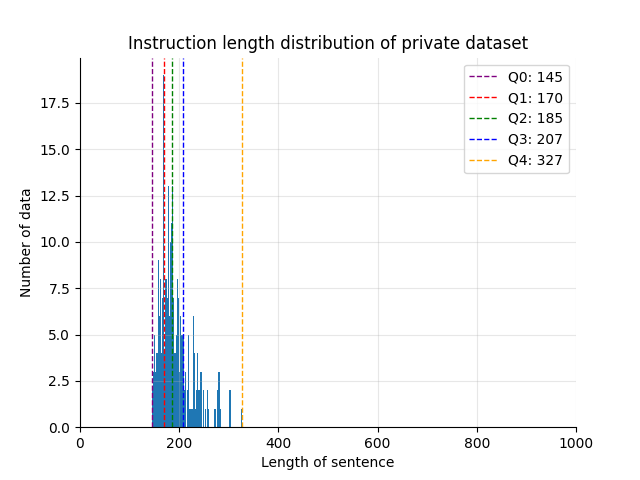 Instruction length distribution of private dataset
Q0: 145
Q1: 170
Q2: 185
Q3: 207
Q4: 327
Number of data
17.5
15.0
12.5
10.0
7.5
5.0
2.5
0.0
0 200 400 600 800 1000
Length of sentence